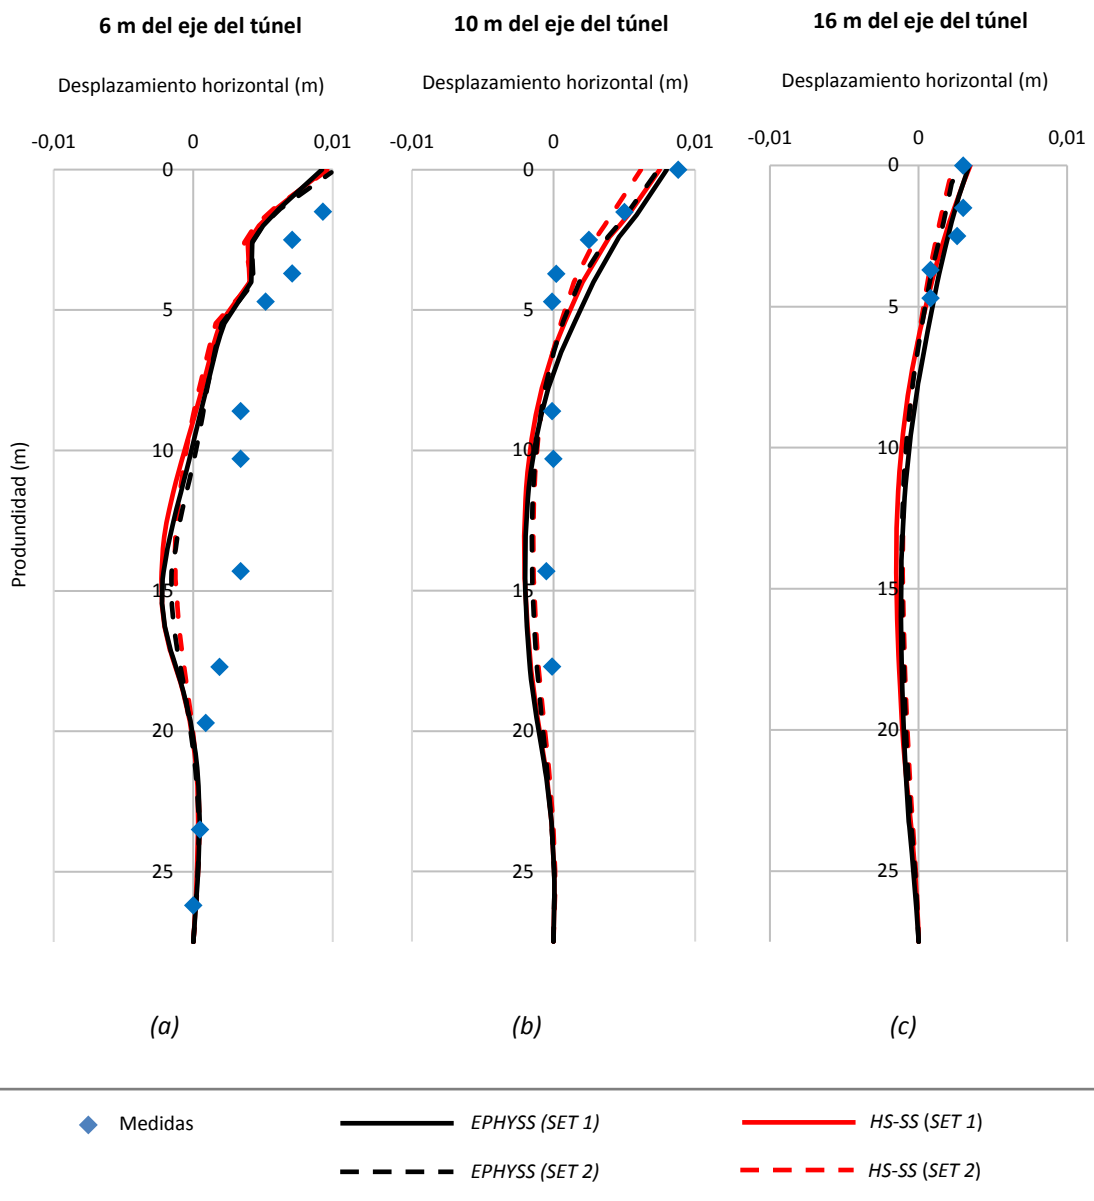 6 m del eje del túnel
10 m del eje del túnel
16 m del eje del túnel
Desplazamiento horizontal (m)
Desplazamiento horizontal (m)
Desplazamiento horizontal (m)
-0,01 0 0,01
-0,01 0 0,01
-0,01 0 0,01
Produndidad (m)
0
5
10
15
20
25
0
5
10
15
20
25
0
5
10
15
20
25
(a)
(b)
(c)
Medidas
EPHYSS (SET 1)
HS-SS (SET 1)
EPHYSS (SET 2)
HS-SS (SET 2)